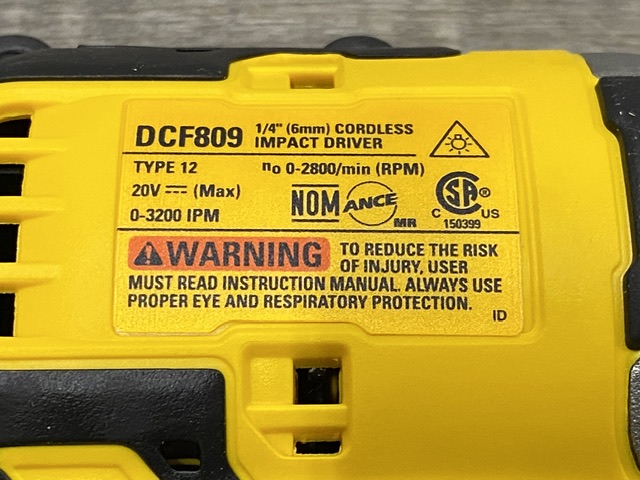 DCF809 1/4" (6mm) CORDLESS
IMPACT DRIVER
TYPE 12 no 0-2800/min (RPM)
20V ⎓ (Max)
0-3200 IPM
NOM ANCE MR
CSA ® C US
150399
WARNING TO REDUCE THE RISK
OF INJURY, USER
MUST READ INSTRUCTION MANUAL. ALWAYS USE
PROPER EYE AND RESPIRATORY PROTECTION.
ID